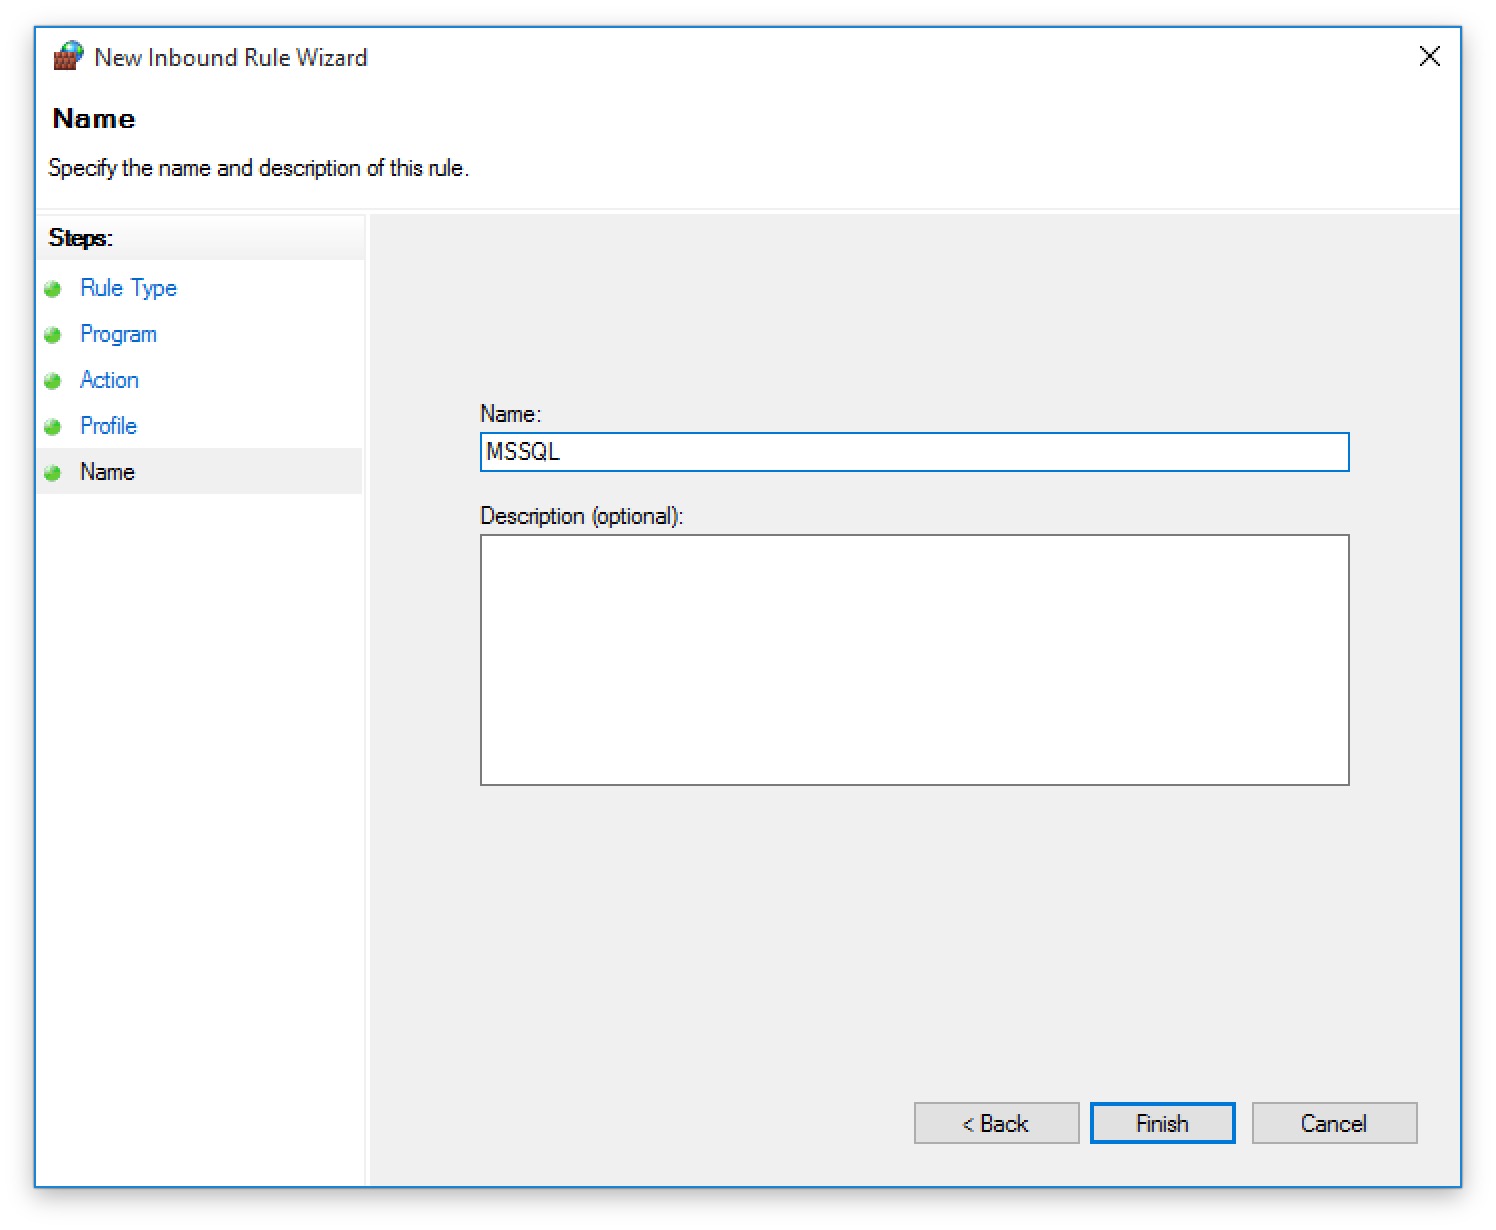 New Inbound Rule Wizard
Name
Specify the name and description of this rule.
Steps:
Rule Type
Program
Action
Profile
Name
Name:
MSSQL
Description (optional):
< Back
Finish
Cancel